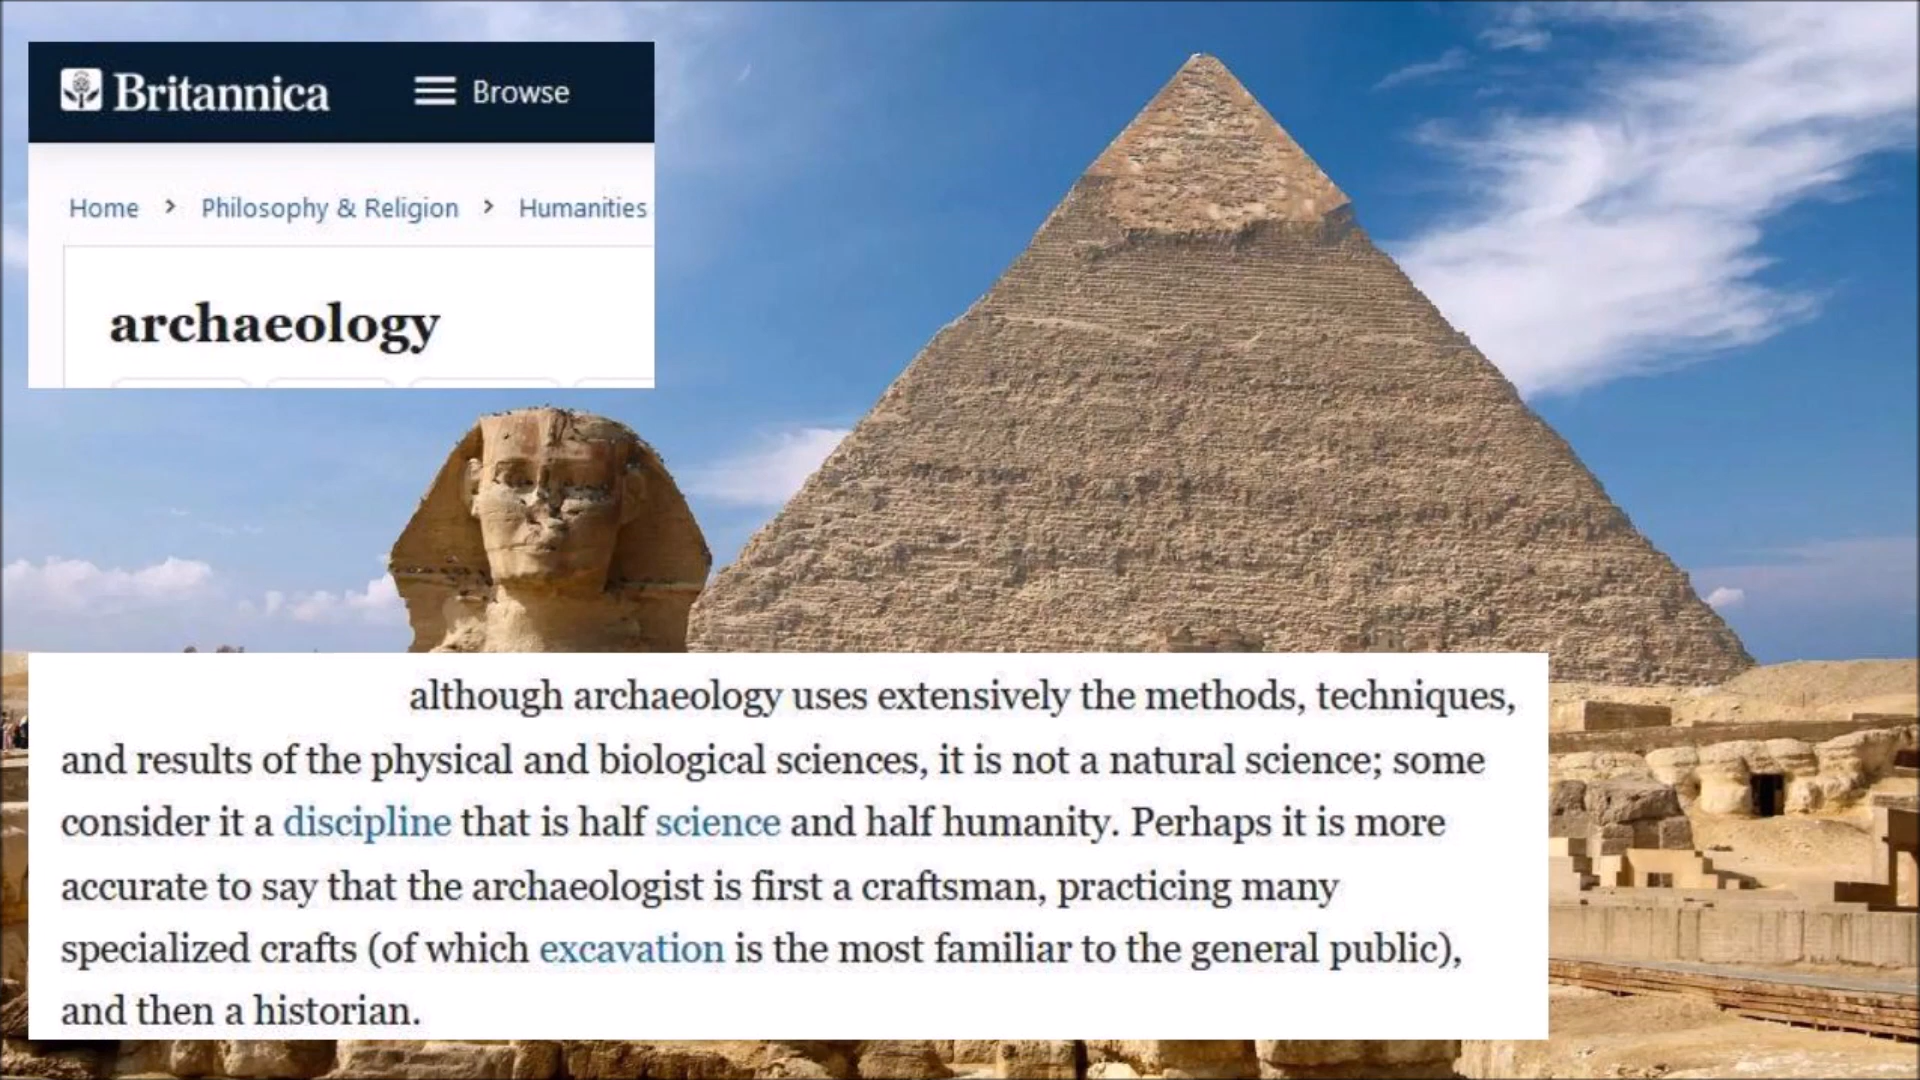 Britannica
Browse
Home > Philosophy & Religion > Humanities
archaeology
although archaeology uses extensively the methods, techniques,
and results of the physical and biological sciences, it is not a natural science; some
consider it a discipline that is half science and half humanity. Perhaps it is more
accurate to say that the archaeologist is first a craftsman, practicing many
specialized crafts (of which excavation is the most familiar to the general public),
and then a historian.